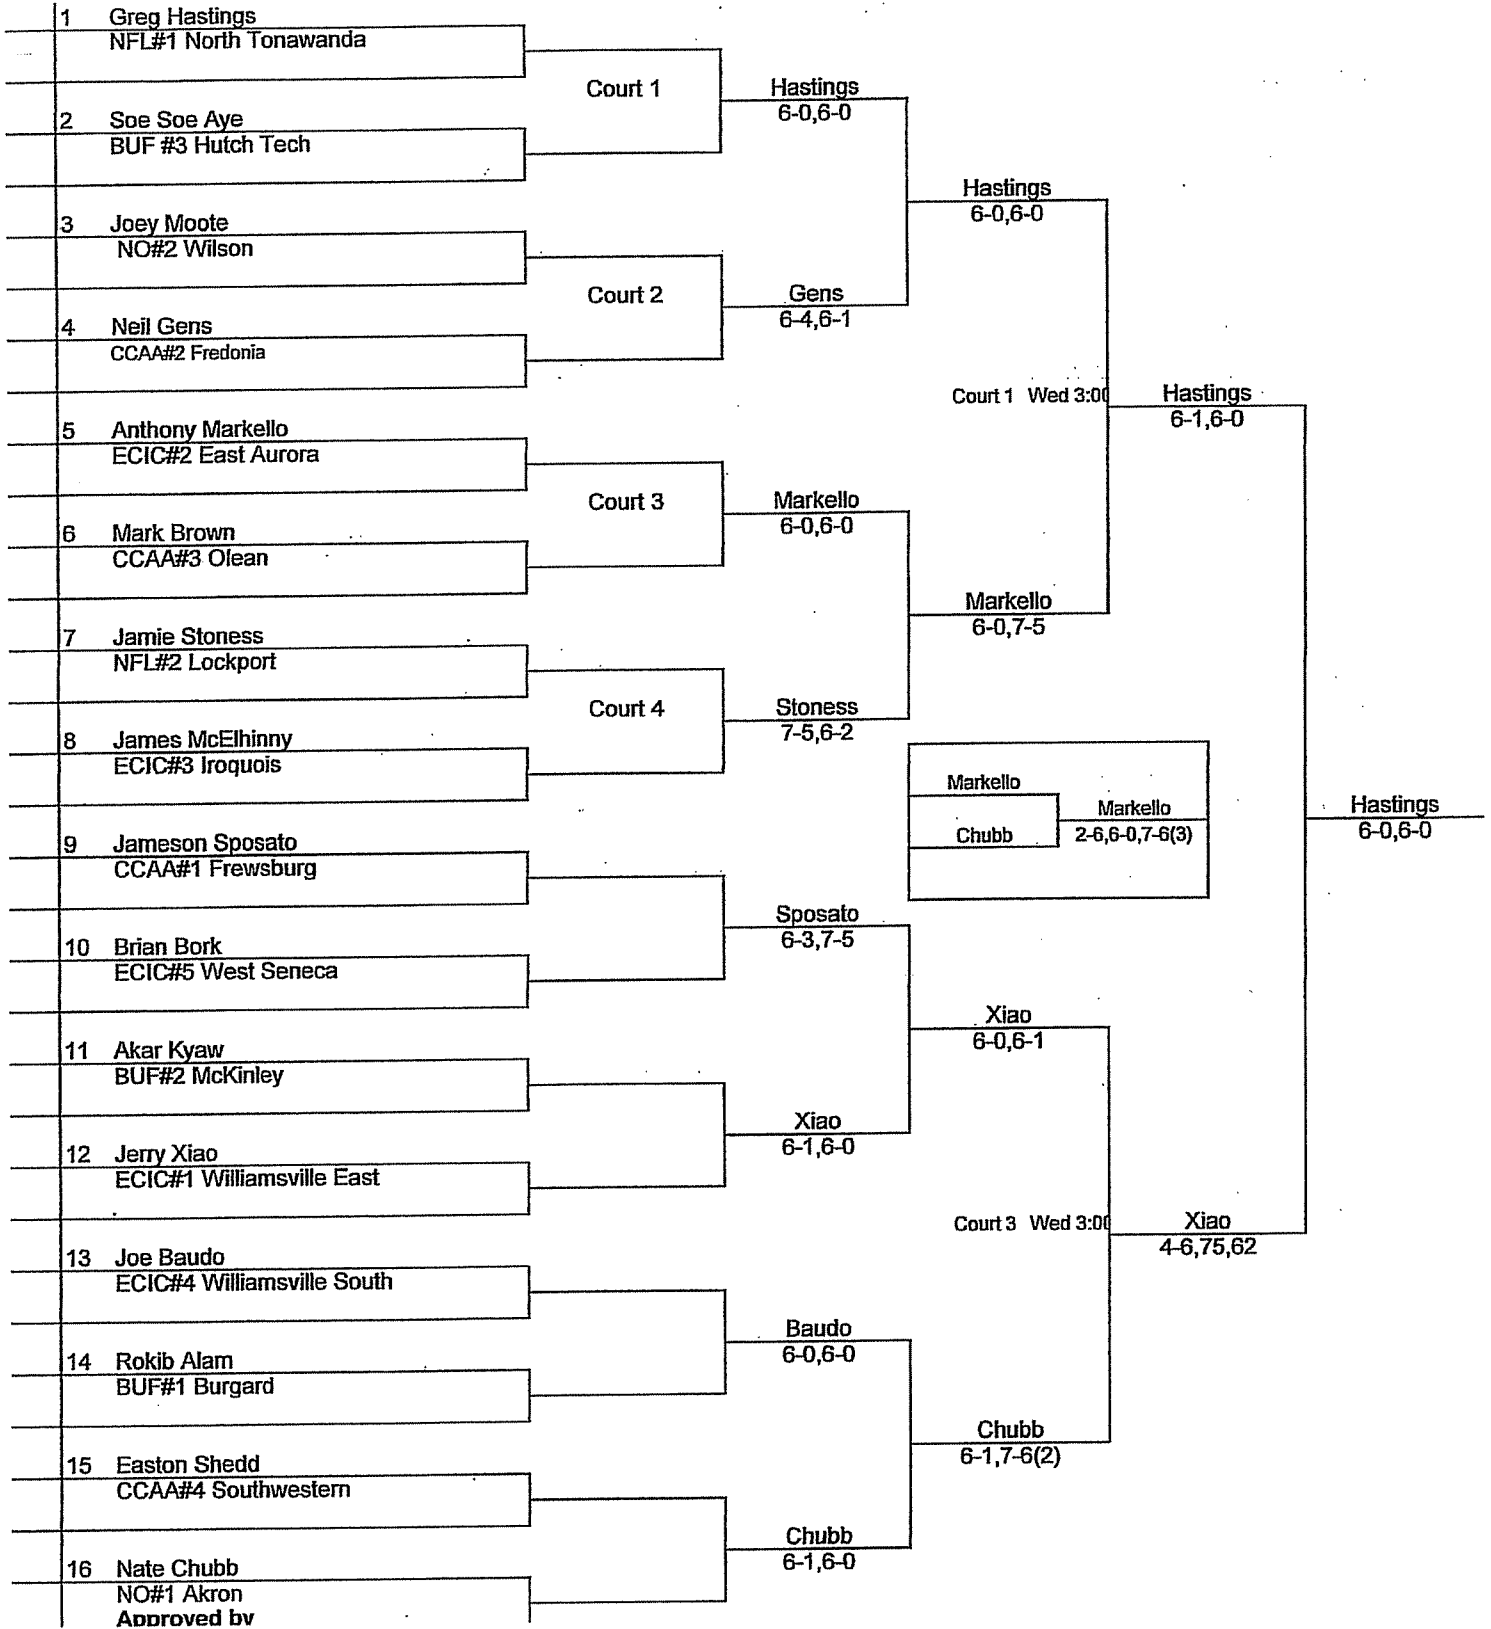 1 Greg Hastings
NFL#1 North Tonawanda
Court 1
Hastings
6-0,6-0
2 Soe Soe Aye
BUF #3 Hutch Tech
Hastings
6-0,6-0
3 Joey Moote
NO#2 Wilson
Court 2
Gens
6-4,6-1
4 Neil Gens
CCAA#2 Fredonia
Court 1 Wed 3:00
Hastings
6-1,6-0
5 Anthony Markello
ECIC#2 East Aurora
Court 3
Markello
6-0,6-0
6 Mark Brown
CCAA#3 Olean
Markello
6-0,7-5
7 Jamie Stoness
NFL#2 Lockport
Court 4
Stoness
7-5,6-2
8 James McElhinny
ECIC#3 Iroquois
Markello
Chubb
Markello
2-6,6-0,7-6(3)
Hastings
6-0,6-0
9 Jameson Sposato
CCAA#1 Frewsburg
Sposato
6-3,7-5
10 Brian Bork
ECIC#5 West Seneca
Xiao
6-0,6-1
11 Akar Kyaw
BUF#2 McKinley
Xiao
6-1,6-0
12 Jerry Xiao
ECIC#1 Williamsville East
Court 3 Wed 3:00
Xiao
4-6,75,62
13 Joe Baudo
ECIC#4 Williamsville South
Baudo
6-0,6-0
14 Rokib Alam
BUF#1 Burgard
Chubb
6-1,7-6(2)
15 Easton Shedd
CCAA#4 Southwestern
Chubb
6-1,6-0
16 Nate Chubb
NO#1 Akron
Approved by